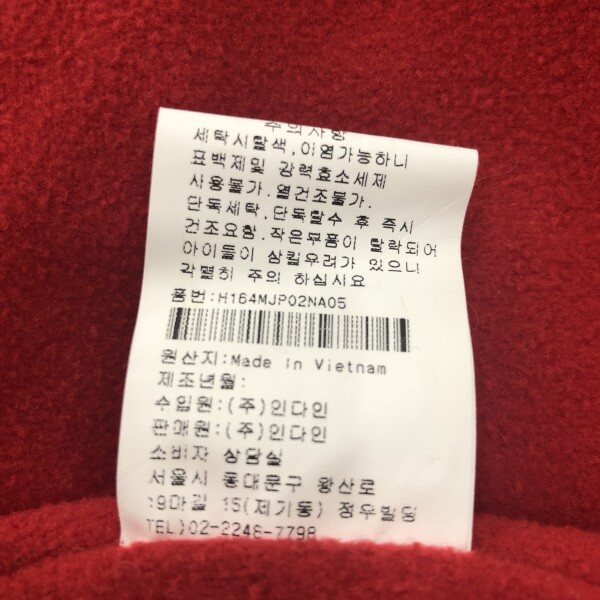 주의사항
세탁시탈색,이염가능하니
표백제및 강력효소세제
사용불가.열건조불가.
단독세탁,단독탈수 후 즉시
건조요함.작은부품이 탈락되어
아이들이 삼킬우려가 있으니
각별히 주의 하십시요
품번:H164MJP02NA05
원산지:Made in Vietnam
제조년월:
수입원:(주)인다인
판매원:(주)인다인
소비자 상담실
서울시 동대문구 왕산로
19마길 15(제기동) 정우빌딩
TEL)02-2248-7798